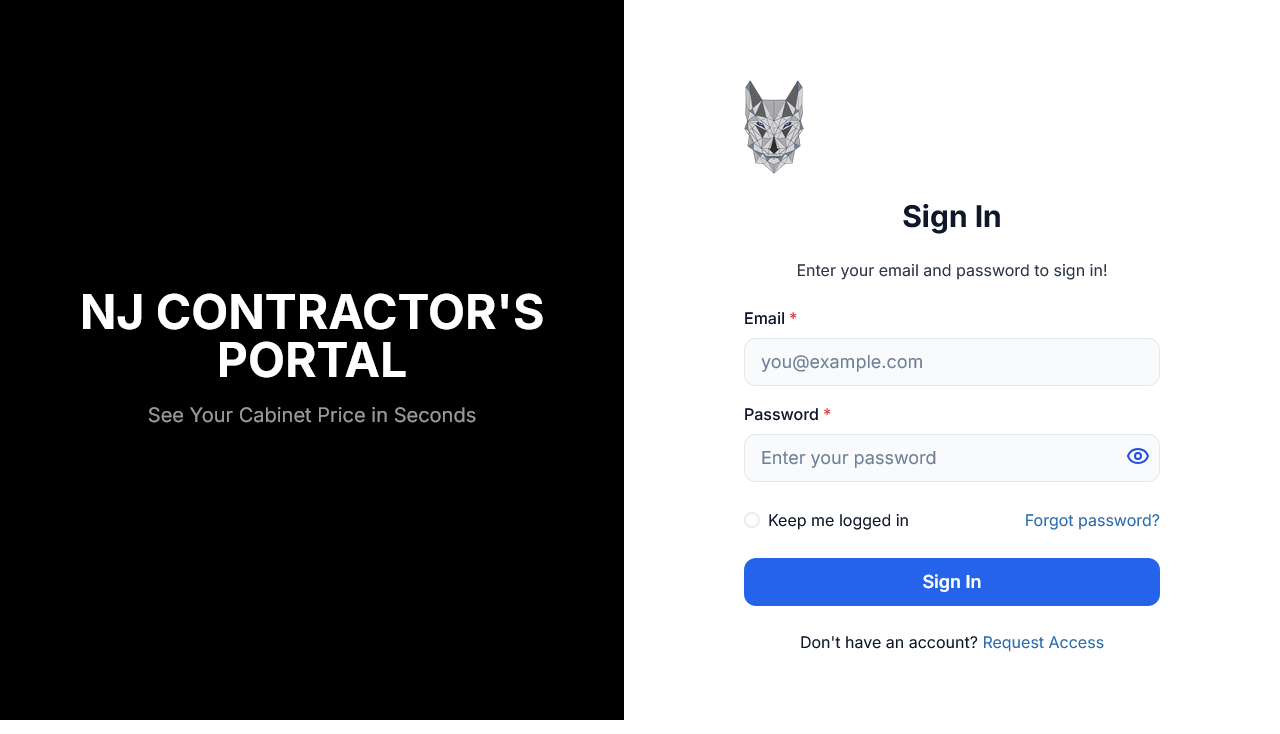 NJ CONTRACTOR'S
PORTAL
See Your Cabinet Price in Seconds
Sign In
Enter your email and password to sign in!
Email *
you@example.com
Password *
Enter your password
Keep me logged in
Forgot password?
Sign In
Don't have an account? Request Access